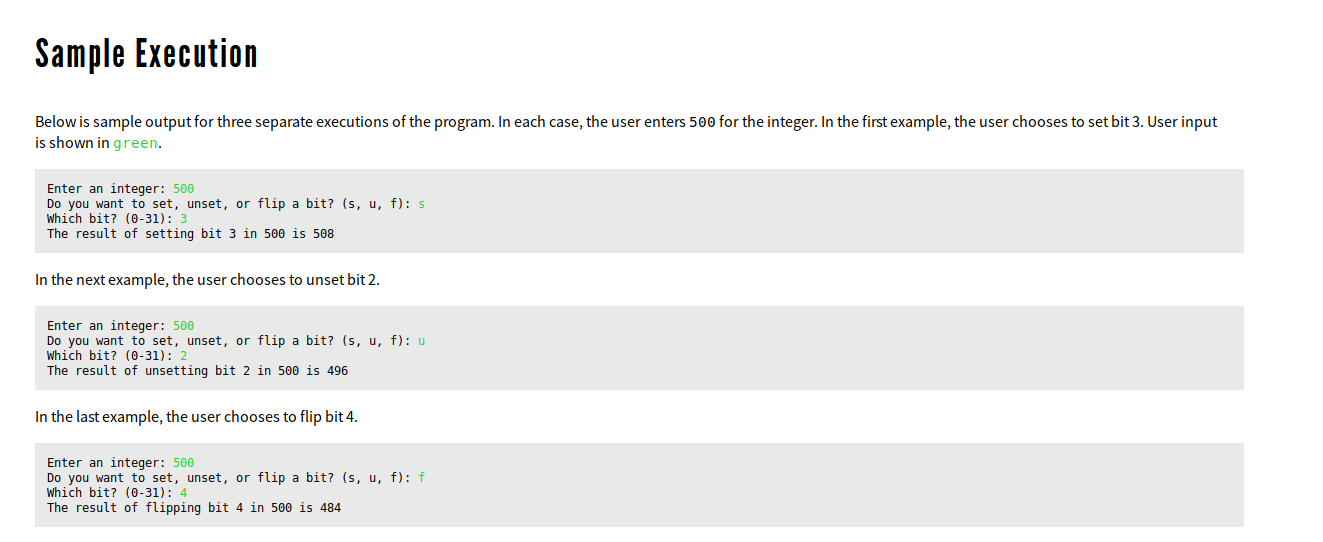 Sample Execution
Below is sample output for three separate executions of the program. In each case, the user enters 500 for the integer. In the first example, the user chooses to set bit 3. User input
is shown in green.
Enter an integer: 500
Do you want to set, unset, or flip a bit? (s, u, f): s
Which bit? (0-31): 3
The result of setting bit 3 in 500 is 508
In the next example, the user chooses to unset bit 2.
Enter an integer: 500
Do you want to set, unset, or flip a bit? (s, u, f): u
Which bit? (0-31): 2
The result of unsetting bit 2 in 500 is 496
In the last example, the user chooses to flip bit 4.
Enter an integer: 500
Do you want to set, unset, or flip a bit? (s, u, f): f
Which bit? (0-31): 4
The result of flipping bit 4 in 500 is 484